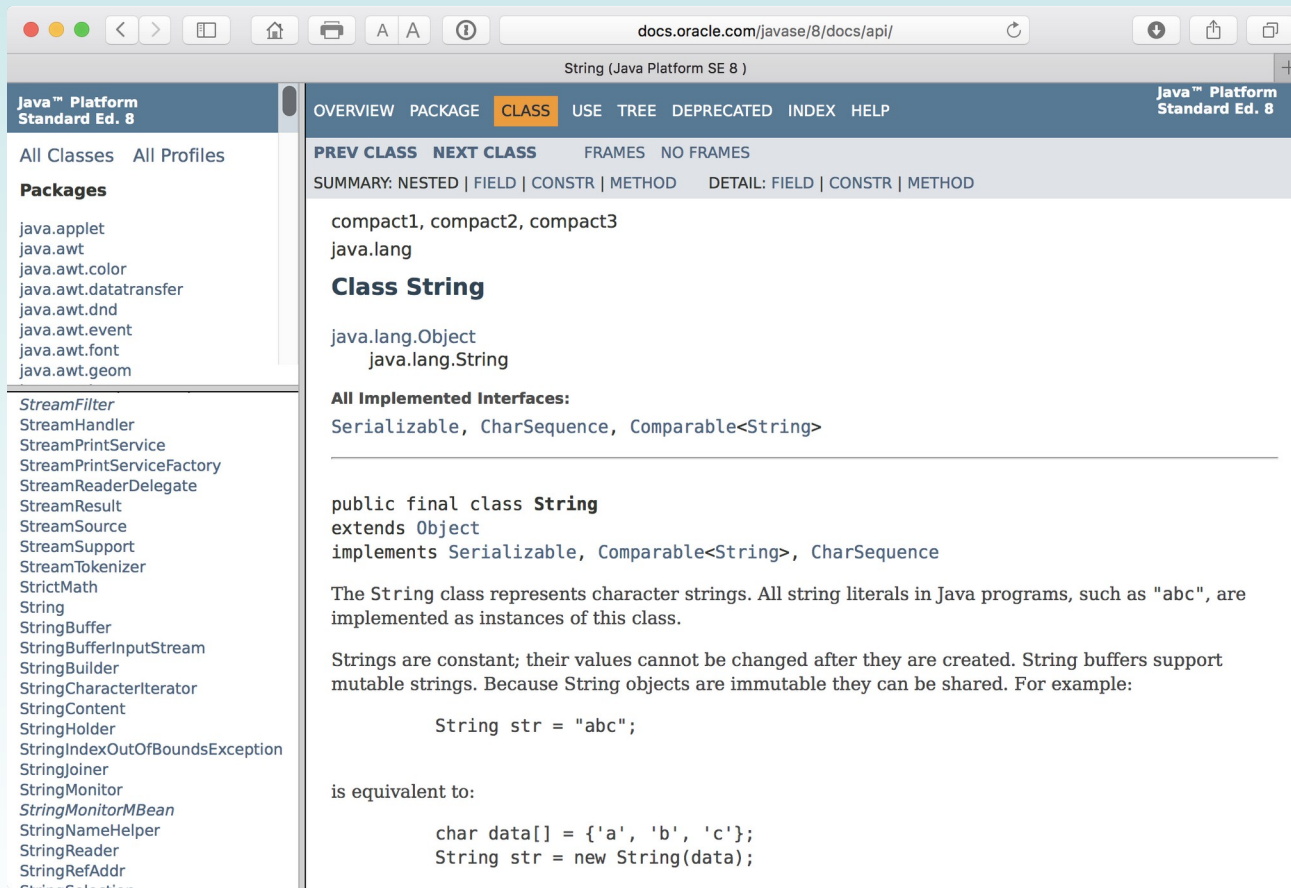 A A
docs.oracle.com/javase/8/docs/api/
String (Java Platform SE 8 )
Java™ Platform
Standard Ed. 8
All Classes All Profiles
Packages
java.applet
java.awt
java.awt.color
java.awt.datatransfer
java.awt.dnd
java.awt.event
java.awt.font
java.awt.geom
StreamFilter
StreamHandler
StreamPrintService
StreamPrintServiceFactory
StreamReaderDelegate
StreamResult
StreamSource
StreamSupport
StreamTokenizer
StrictMath
String
StringBuffer
StringBufferInputStream
StringBuilder
StringCharacterIterator
StringContent
StringHolder
StringIndexOutOfBoundsException
StringJoiner
StringMonitor
StringMonitorMBean
StringNameHelper
StringReader
StringRefAddr
OVERVIEW PACKAGE CLASS USE TREE DEPRECATED INDEX HELP
Java™ Platform
Standard Ed. 8
PREV CLASS NEXT CLASS FRAMES NO FRAMES
SUMMARY: NESTED | FIELD | CONSTR | METHOD DETAIL: FIELD | CONSTR | METHOD
compact1, compact2, compact3
java.lang
Class String
java.lang.Object
java.lang.String
All Implemented Interfaces:
Serializable, CharSequence, Comparable<String>
public final class String
extends Object
implements Serializable, Comparable<String>, CharSequence
The String class represents character strings. All string literals in Java programs, such as "abc", are
implemented as instances of this class.
Strings are constant; their values cannot be changed after they are created. String buffers support
mutable strings. Because String objects are immutable they can be shared. For example:
String str = "abc";
is equivalent to:
char data[] = {'a', 'b', 'c'};
String str = new String(data);